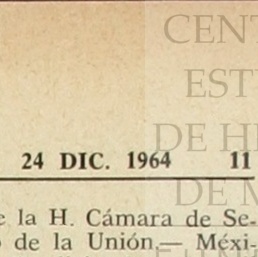 CENT
EST
DE H
24 DIC. 1964 11
DE M
la H. Cámara de Se-
de la Unión.— Méxi-